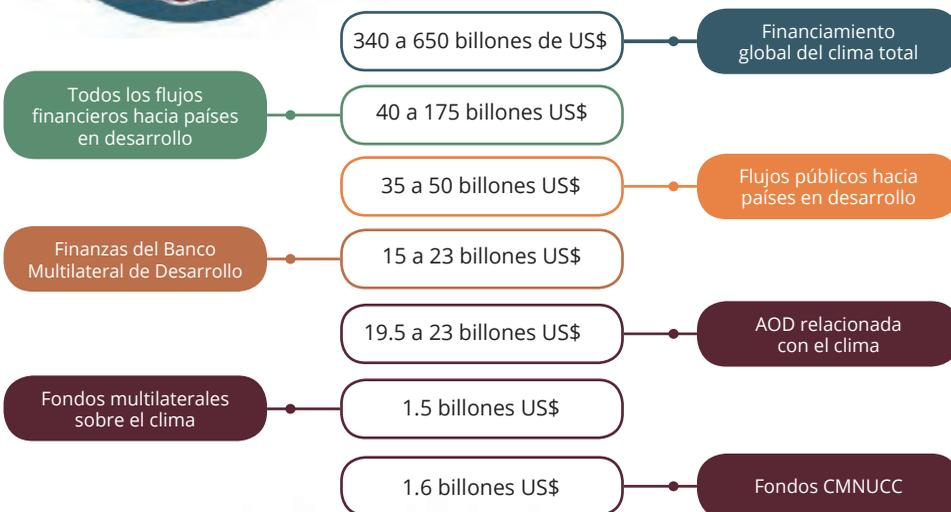 340 a 650 billones de US$
Financiamiento
global del clima total
Todos los flujos
financieros hacia países
en desarrollo
40 a 175 billones US$
35 a 50 billones US$
Flujos públicos hacia
países en desarrollo
Finanzas del Banco
Multilateral de Desarrollo
15 a 23 billones US$
19.5 a 23 billones US$
AOD relacionada
con el clima
Fondos multilaterales
sobre el clima
1.5 billones US$
1.6 billones US$
Fondos CMNUCC